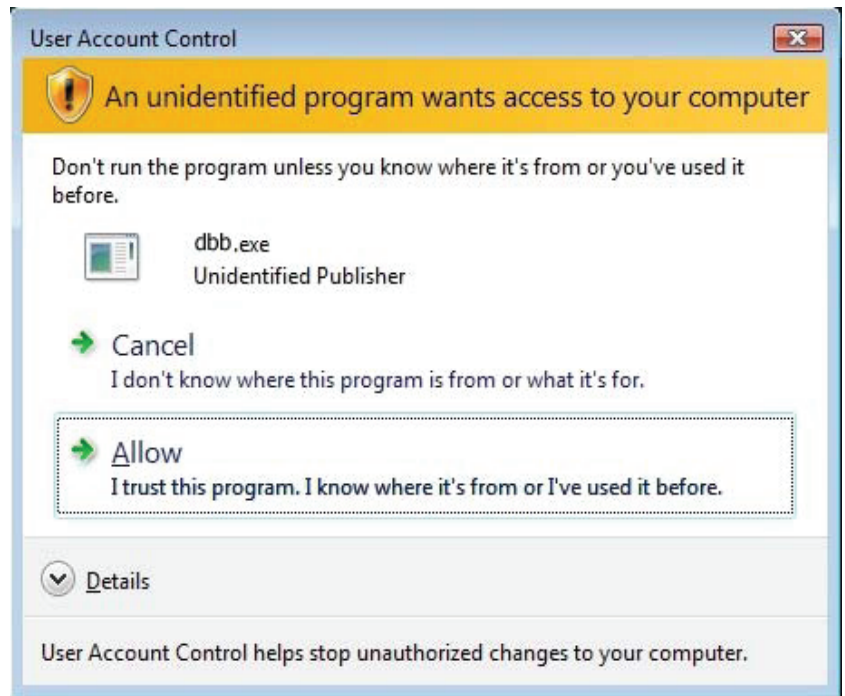 User Account Control
An unidentified program wants access to your computer
Don't run the program unless you know where it's from or you've used it
before.
dbb.exe
Unidentified Publisher
Cancel
I don't know where this program is from or what it's for.
Allow
I trust this program. I know where it's from or I've used it before.
Details
User Account Control helps stop unauthorized changes to your computer.